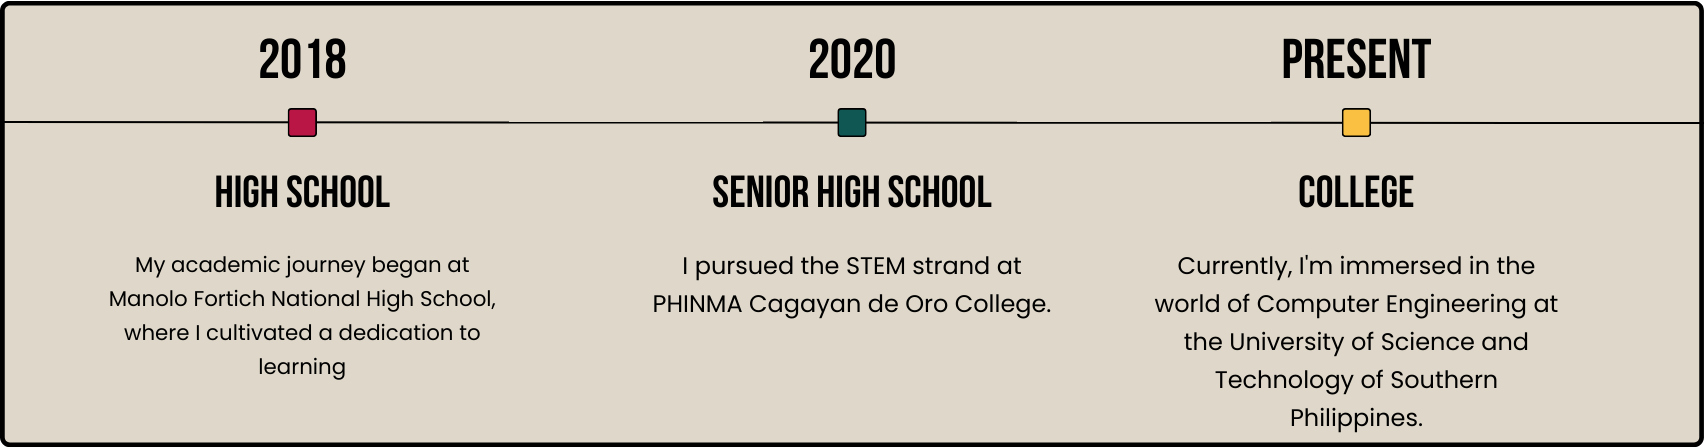 2018
HIGH SCHOOL
My academic journey began at
Manolo Fortich National High School,
where I cultivated a dedication to
learning
2020
SENIOR HIGH SCHOOL
I pursued the STEM strand at
PHINMA Cagayan de Oro College.
PRESENT
COLLEGE
Currently, I'm immersed in the
world of Computer Engineering at
the University of Science and
Technology of Southern
Philippines.